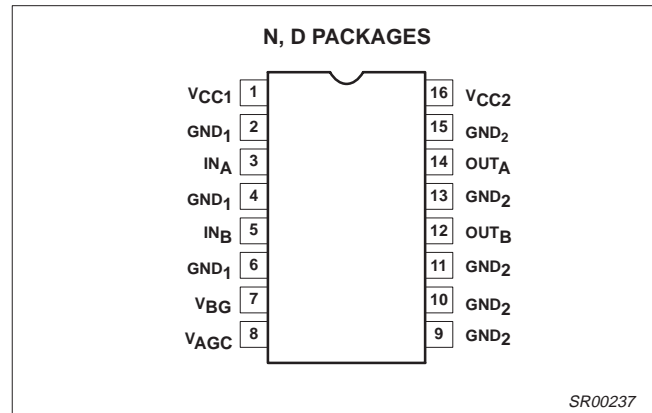 N, D PACKAGES
VCC1 1 16 VCC2
GND1 2 15 GND2
INA 3 14 OUTA
GND1 4 13 GND2
INB 5 12 OUTB
GND1 6 11 GND2
VBG 7 10 GND2
VAGC 8 9 GND2
SR00237